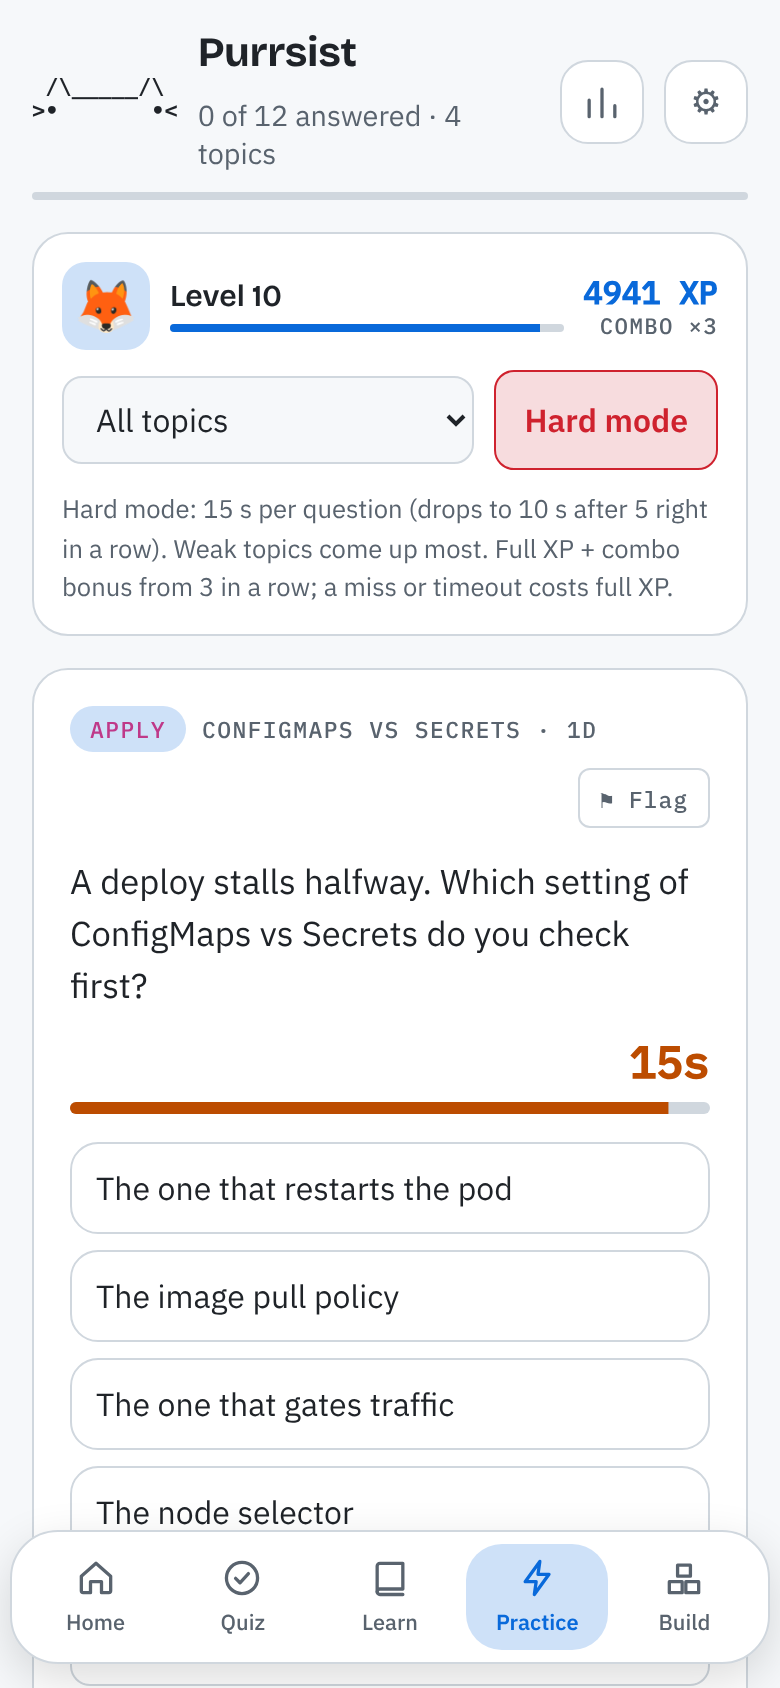 /\_____/\
>•     •<
Purrsist
0 of 12 answered · 4
topics
Level 10
4941 XP
COMBO ×3
All topics
Hard mode
Hard mode: 15 s per question (drops to 10 s after 5 right
in a row). Weak topics come up most. Full XP + combo
bonus from 3 in a row; a miss or timeout costs full XP.
APPLY
CONFIGMAPS VS SECRETS · 1D
⚑ Flag
A deploy stalls halfway. Which setting of
ConfigMaps vs Secrets do you check
first?
15s
The one that restarts the pod
The image pull policy
The one that gates traffic
The node selector
Home
Quiz
Learn
Practice
Build